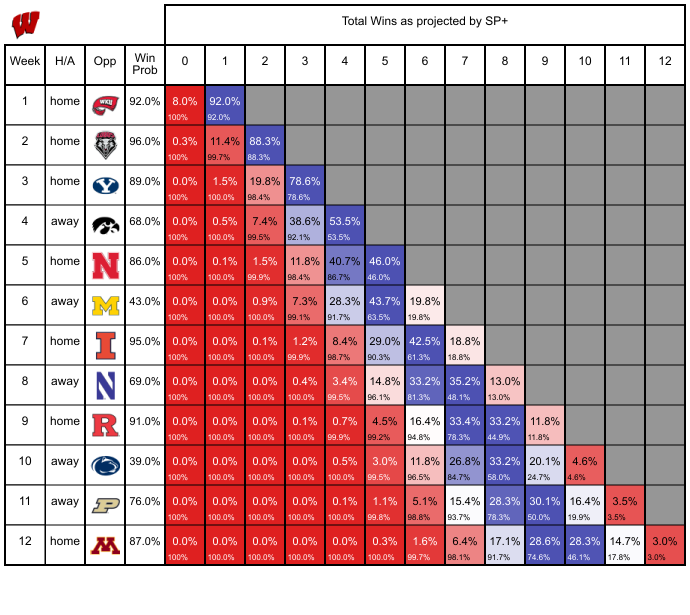 W
Total Wins as projected by SP+
Week H/A Opp Win Prob 0 1 2 3 4 5 6 7 8 9 10 11 12
1 home WKU 92.0% 8.0% 92.0%
100% 92.0%
2 home 96.0% 0.3% 11.4% 88.3%
100% 99.7% 88.3%
3 home Y 89.0% 0.0% 1.5% 19.8% 78.6%
100% 100.0% 98.4% 78.6%
4 away 68.0% 0.0% 0.5% 7.4% 38.6% 53.5%
100% 100.0% 99.5% 92.1% 53.5%
5 home N 86.0% 0.0% 0.1% 1.5% 11.8% 40.7% 46.0%
100% 100.0% 99.9% 98.4% 86.7% 46.0%
6 away M 43.0% 0.0% 0.0% 0.9% 7.3% 28.3% 43.7% 19.8%
100% 100.0% 100.0% 99.1% 91.7% 63.5% 19.8%
7 home I 95.0% 0.0% 0.0% 0.1% 1.2% 8.4% 29.0% 42.5% 18.8%
100% 100.0% 100.0% 99.9% 98.7% 90.3% 61.3% 18.8%
8 away N 69.0% 0.0% 0.0% 0.0% 0.4% 3.4% 14.8% 33.2% 35.2% 13.0%
100% 100.0% 100.0% 100.0% 99.5% 96.1% 81.3% 48.1% 13.0%
9 home R 91.0% 0.0% 0.0% 0.0% 0.1% 0.7% 4.5% 16.4% 33.4% 33.2% 11.8%
100% 100.0% 100.0% 100.0% 99.9% 99.2% 94.8% 78.3% 44.9% 11.8%
10 away 39.0% 0.0% 0.0% 0.0% 0.0% 0.5% 3.0% 11.8% 26.8% 33.2% 20.1% 4.6%
100% 100.0% 100.0% 100.0% 100.0% 99.5% 96.5% 84.7% 58.0% 24.7% 4.6%
11 away P 76.0% 0.0% 0.0% 0.0% 0.0% 0.1% 1.1% 5.1% 15.4% 28.3% 30.1% 16.4% 3.5%
100% 100.0% 100.0% 100.0% 100.0% 99.8% 98.8% 93.7% 78.3% 50.0% 19.9% 3.5%
12 home M 87.0% 0.0% 0.0% 0.0% 0.0% 0.0% 0.3% 1.6% 6.4% 17.1% 28.6% 28.3% 14.7% 3.0%
100% 100.0% 100.0% 100.0% 100.0% 100.0% 99.7% 98.1% 91.7% 74.6% 46.1% 17.8% 3.0%